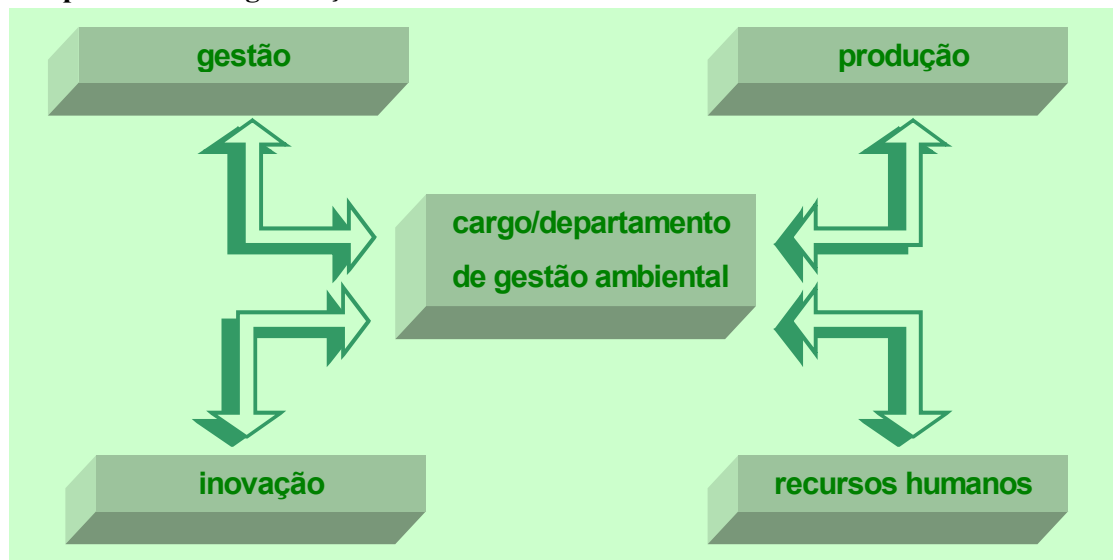 gestão
produção
cargo/departamento
de gestão ambiental
inovação
recursos humanos